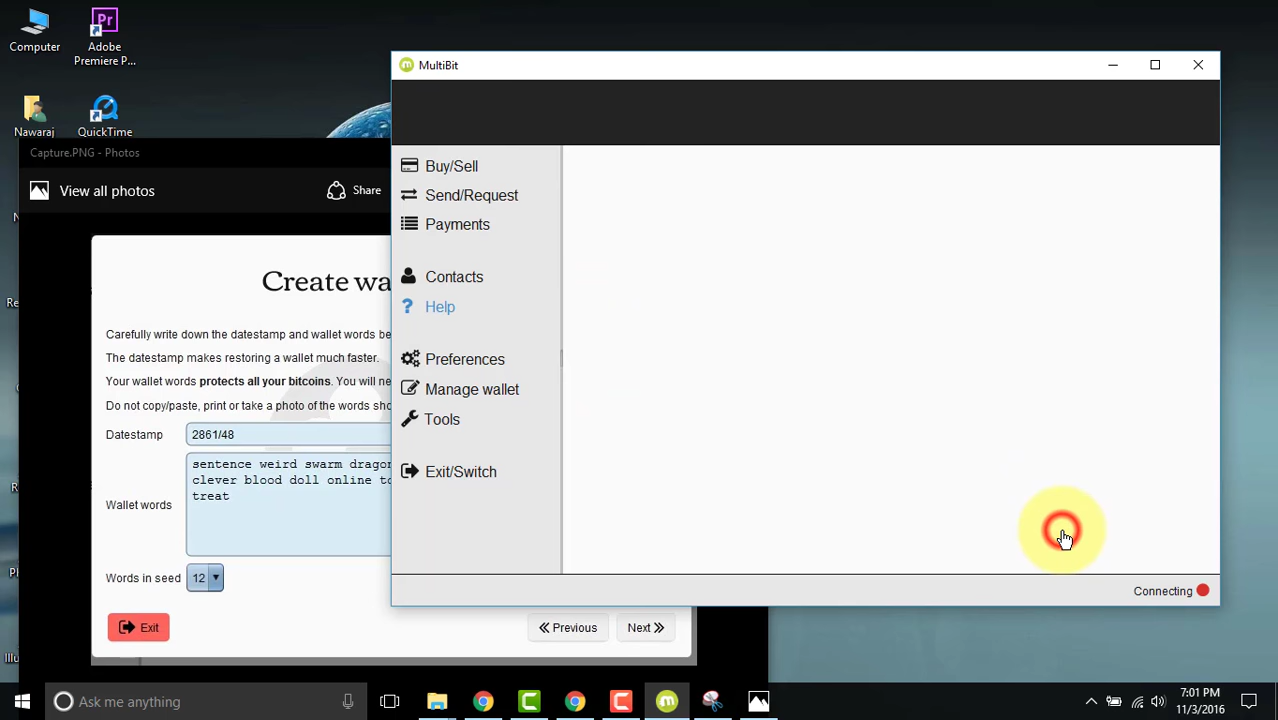 Computer
Adobe
Premiere P...
Nawaraj
QuickTime
Capture.PNG - Photos
View all photos
Share
Create wa
Carefully write down the datestamp and wallet words be
The datestamp makes restoring a wallet much faster.
Your wallet words protects all your bitcoins. You will ne
Do not copy/paste, print or take a photo of the words sho
Datestamp
2861/48
Wallet words
sentence weird swarm dragon
clever blood doll online to
treat
Words in seed
12
Exit
Previous
Next
MultiBit
Buy/Sell
Send/Request
Payments
Contacts
Help
Preferences
Manage wallet
Tools
Exit/Switch
Connecting
Ask me anything
7:01 PM
11/3/2016